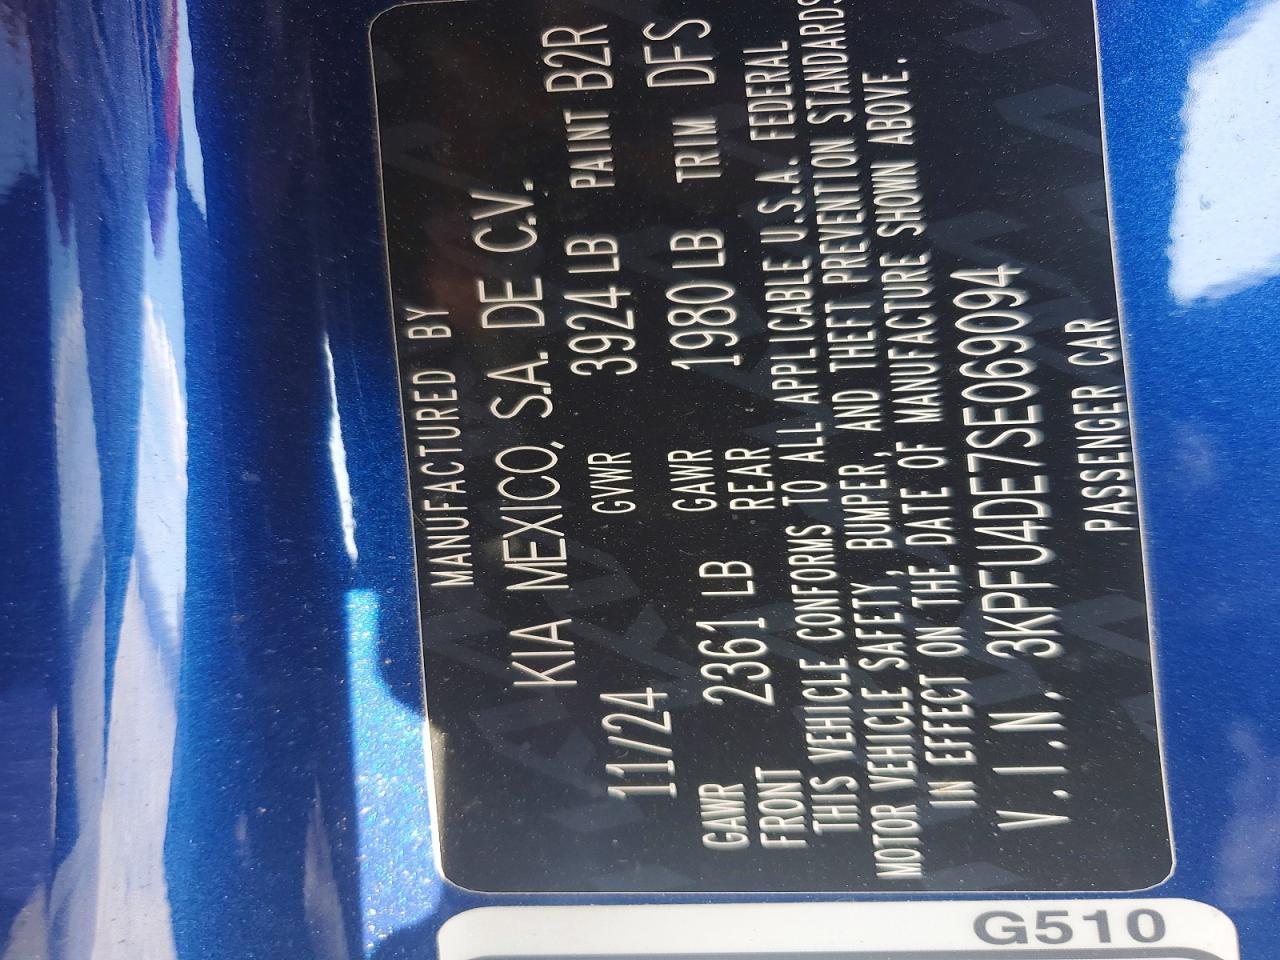 MANUFACTURED BY
KIA MEXICO, S.A. DE C.V.
11/24 GVWR 3924 LB PAINT B2R
GAWR FRONT 2361 LB GAWR REAR 1980 LB TRIM DFS
THIS VEHICLE CONFORMS TO ALL APPLICABLE U.S.A. FEDERAL
MOTOR VEHICLE SAFETY, BUMPER, AND THEFT PREVENTION STANDARDS
IN EFFECT ON THE DATE OF MANUFACTURE SHOWN ABOVE.
V.I.N. 3KPFU4DE7SE069094
PASSENGER CAR
G510